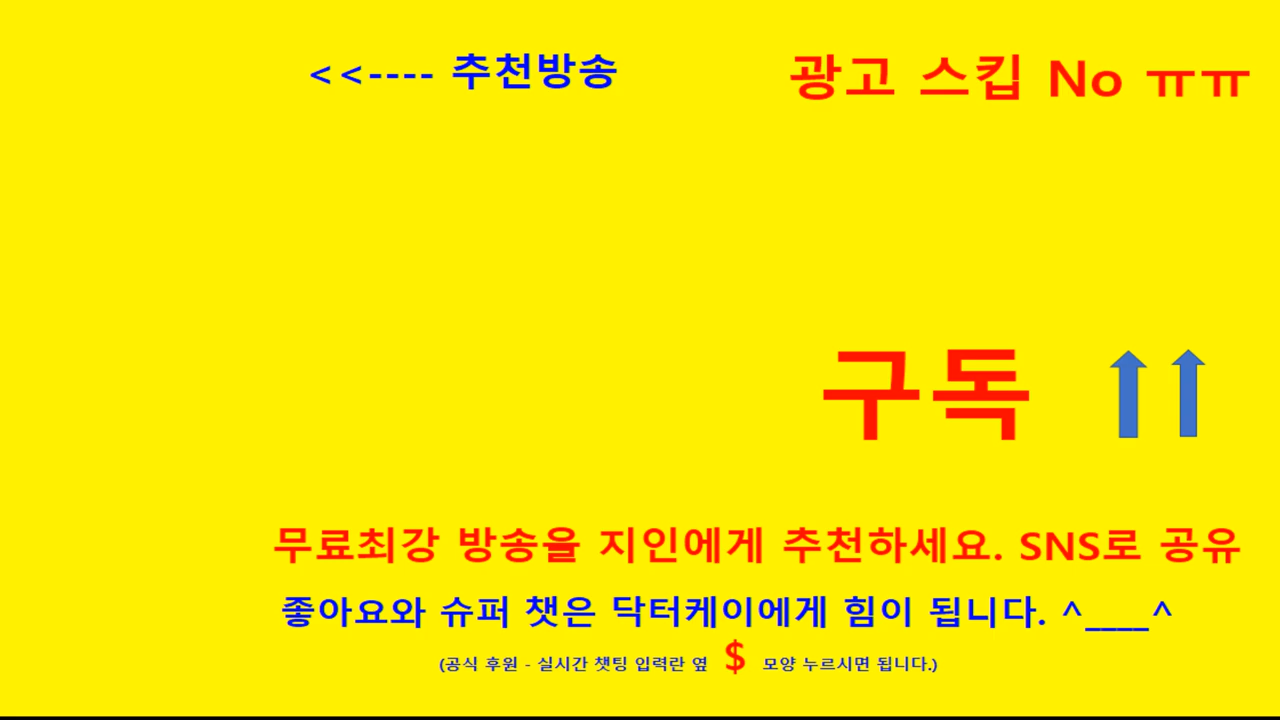 <<---- 추천방송
광고 스킵 No ㅠㅠ
구독
무료최강 방송을 지인에게 추천하세요. SNS로 공유
좋아요와 슈퍼 챗은 닥터케이에게 힘이 됩니다. ^____^
(공식 후원 - 실시간 챗팅 입력란 옆 $ 모양 누르시면 됩니다.)